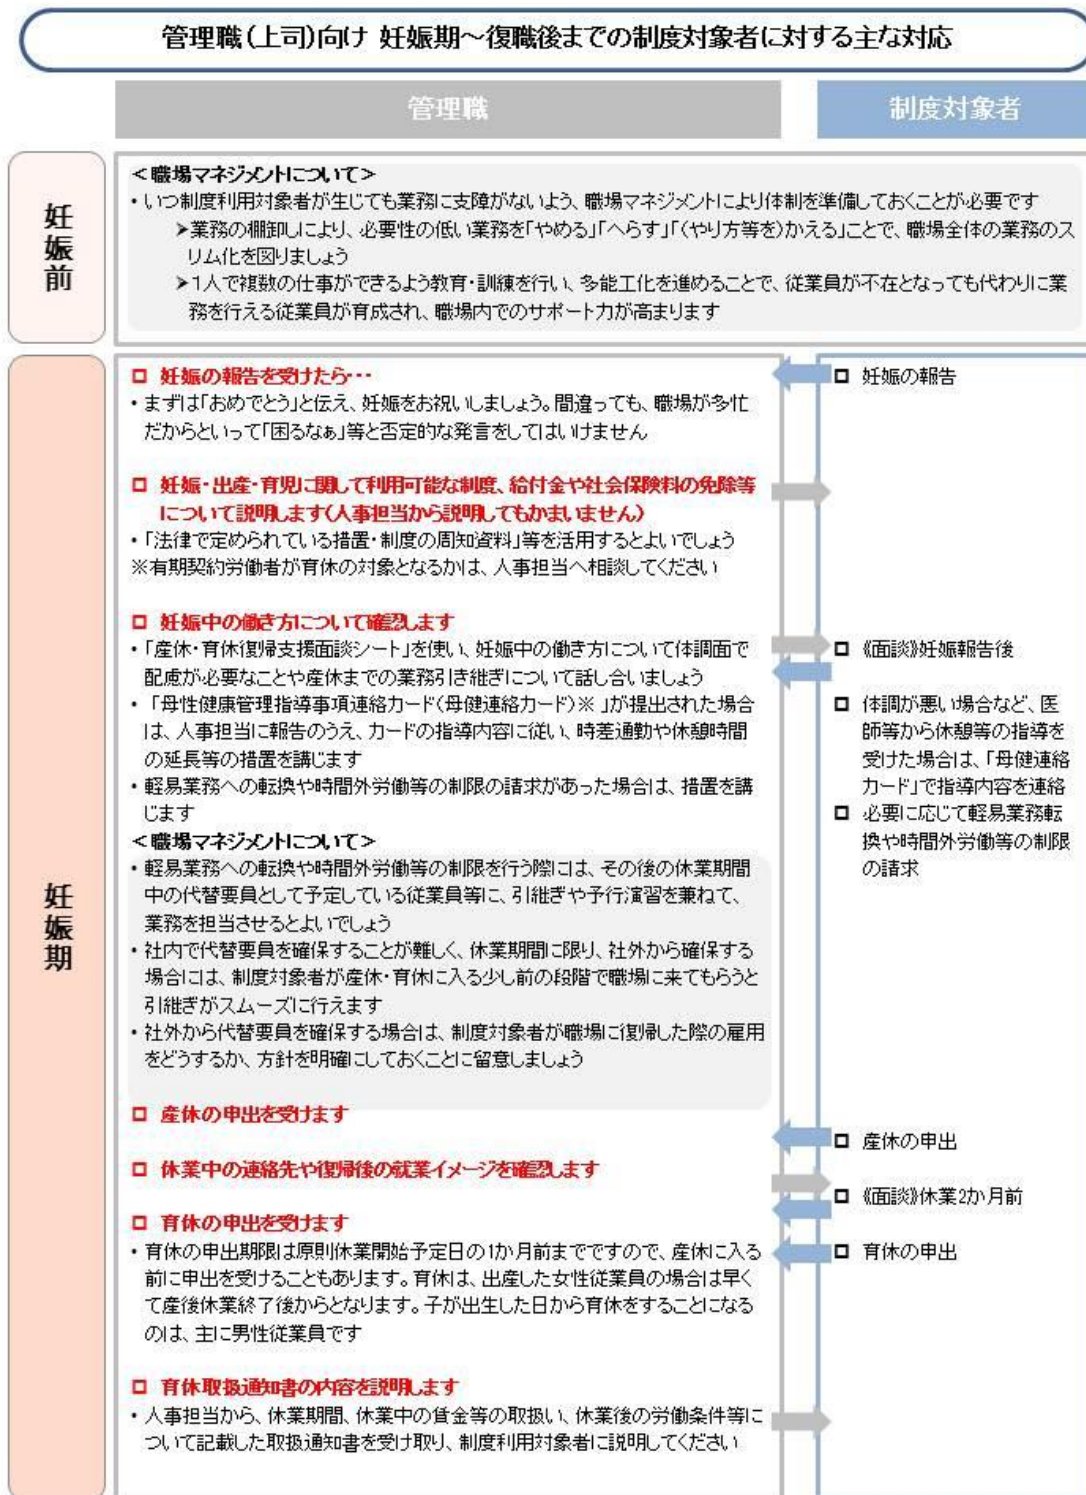 管理職(上司)向け 妊娠期～復職後までの制度対象者に対する主な対応
管理職
制度対象者
妊娠前
＜職場マネジメントについて＞
・いつ制度利用対象者が生じても業務に支障がないよう、職場マネジメントにより体制を準備しておくことが必要です
➤業務の棚卸しにより、必要性の低い業務を「やめる」「へらす」「(やり方等を)かえる」ことで、職場全体の業務のス
リム化を図りましょう
➤1人で複数の仕事ができるよう教育・訓練を行い、多能工化を進めることで、従業員が不在となっても代わりに業
務を行える従業員が育成され、職場内でのサポート力が高まります
妊娠期
□ 妊娠の報告を受けたら…
・まずは「おめでとう」と伝え、妊娠をお祝いしましょう。間違っても、職場が多忙
だからといって「困るなぁ」等と否定的な発言をしてはいけません
□ 妊娠・出産・育児に関して利用可能な制度、給付金や社会保険料の免除等
について説明します(人事担当から説明してもかまいません)
・「法律で定められている措置・制度の周知資料」等を活用するとよいでしょう
※有期契約労働者が育休の対象となるかは、人事担当へ相談してください
□ 妊娠中の働き方について確認します
・「産休・育休復帰支援面談シート」を使い、妊娠中の働き方について体調面で
配慮が必要なことや産休までの業務引き継ぎについて話し合いましょう
・「母性健康管理指導事項連絡カード(母健連絡カード)※」が提出された場合
は、人事担当に報告のうえ、カードの指導内容に従い、時差通勤や休憩時間
の延長等の措置を講じます
・軽易業務への転換や時間外労働等の制限の請求があった場合は、措置を講
じます
＜職場マネジメントについて＞
・軽易業務への転換や時間外労働等の制限を行う際には、その後の休業期間
中の代替要員として予定している従業員等に、引継ぎや予行演習を兼ねて、
業務を担当させるとよいでしょう
・社内で代替要員を確保することが難しく、休業期間に限り、社外から確保する
場合には、制度対象者が産休・育休に入る少し前の段階で職場に来てもらうと
引継ぎがスムーズに行えます
・社外から代替要員を確保する場合は、制度対象者が職場に復帰した際の雇用
をどうするか、方針を明確にしておくことに留意しましょう
□ 産休の申出を受けます
□ 休業中の連絡先や復帰後の就業イメージを確認します
□ 育休の申出を受けます
・育休の申出期限は原則休業開始予定日の1か月前までですので、産休に入る
前に申出を受けることもあります。育休は、出産した女性従業員の場合は早く
て産後休業終了後からとなります。子が出生した日から育休をすることになる
のは、主に男性従業員です
□ 育休取扱通知書の内容を説明します
・人事担当から、休業期間、休業中の賃金等の取扱い、休業後の労働条件等に
ついて記載した取扱通知書を受け取り、制度利用対象者に説明してください
□ 妊娠の報告
□ 《面談》妊娠報告後
□ 体調が悪い場合など、医
師等から休憩等の指導を
受けた場合は、「母健連絡
カード」で指導内容を連絡
□ 必要に応じて軽易業務転
換や時間外労働等の制限
の請求
□ 産休の申出
□ 《面談》休業2か月前
□ 育休の申出